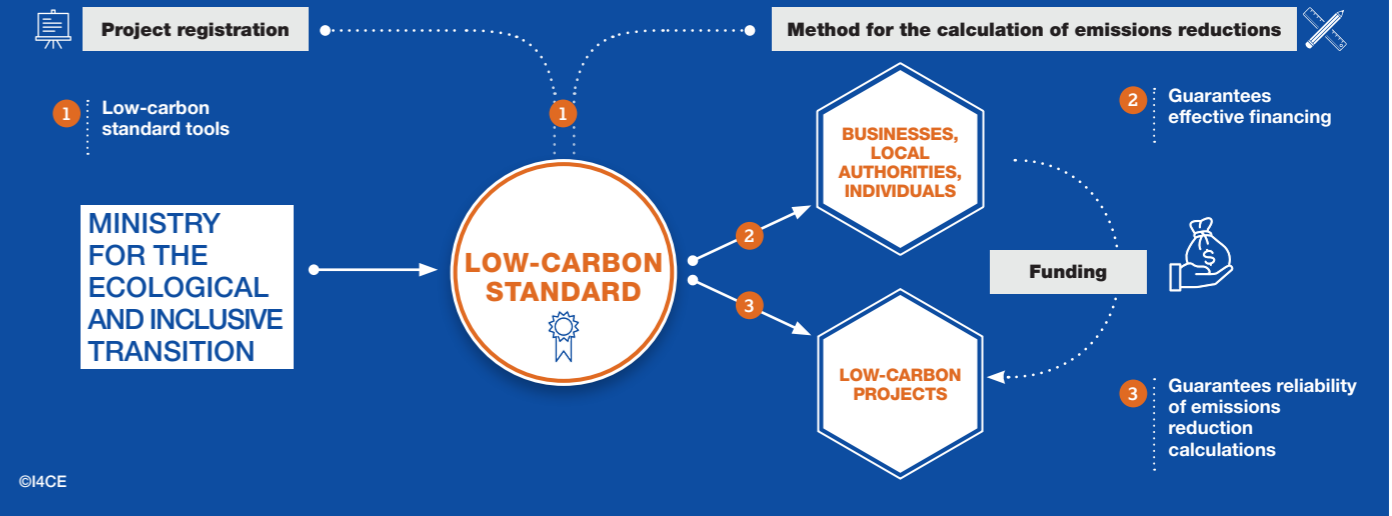 Project registration
Method for the calculation of emissions reductions
1
Low-carbon
standard tools
1
2
Guarantees
effective financing
BUSINESSES,
LOCAL
AUTHORITIES,
INDIVIDUALS
MINISTRY
FOR THE
ECOLOGICAL
AND INCLUSIVE
TRANSITION
LOW-CARBON
STANDARD
2
3
Funding
$
LOW-CARBON
PROJECTS
3
Guarantees reliability
of emissions
reduction
calculations
©I4CE